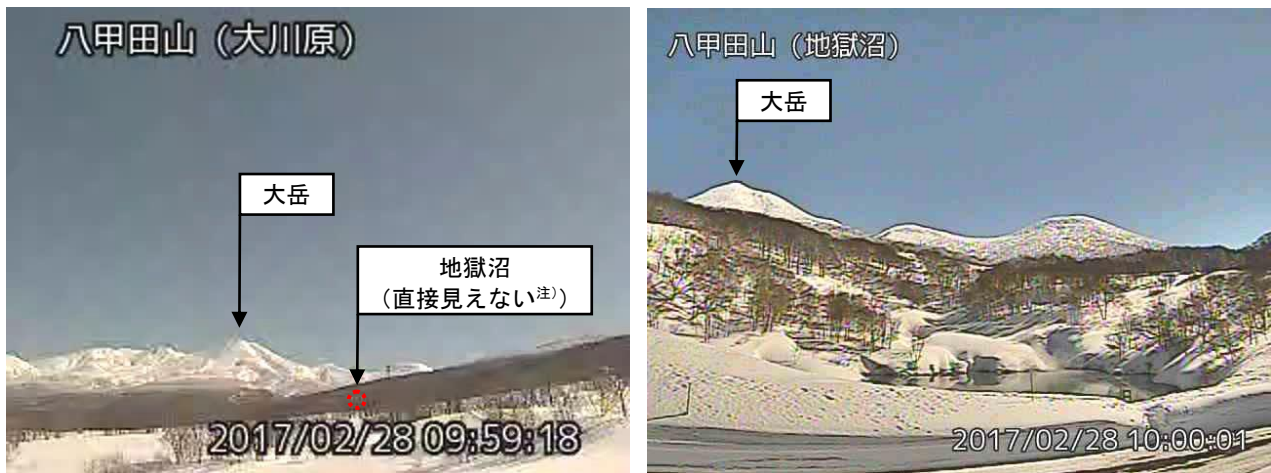 八甲田山（大川原）
大岳
地獄沼
（直接見えない注））
2017/02/28 09:59:18
八甲田山（地獄沼）
大岳
2017/02/28 10:00:01